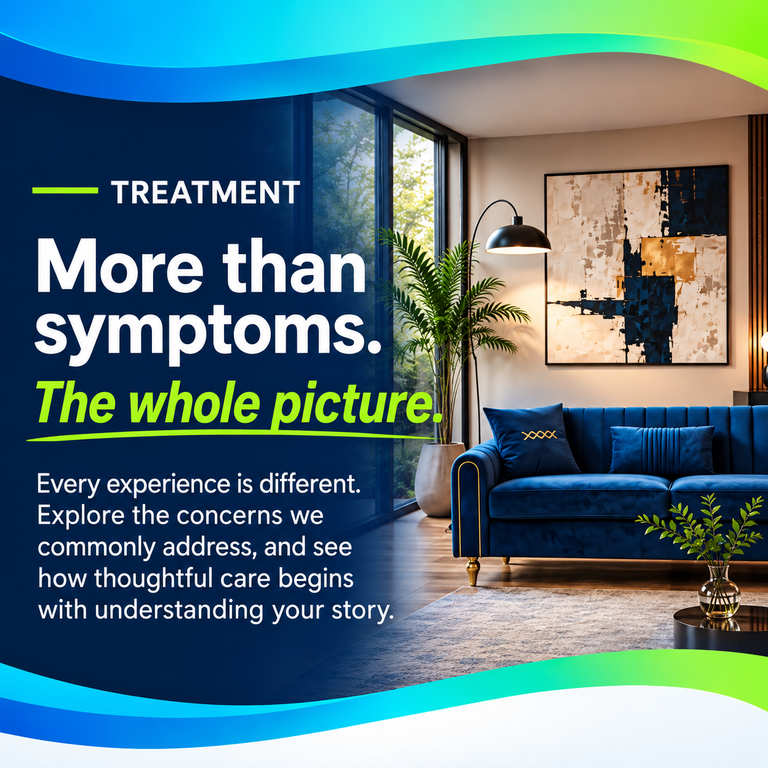 TREATMENT
More than
symptoms.
The whole picture.
Every experience is different.
Explore the concerns we
commonly address, and see
how thoughtful care begins
with understanding your story.